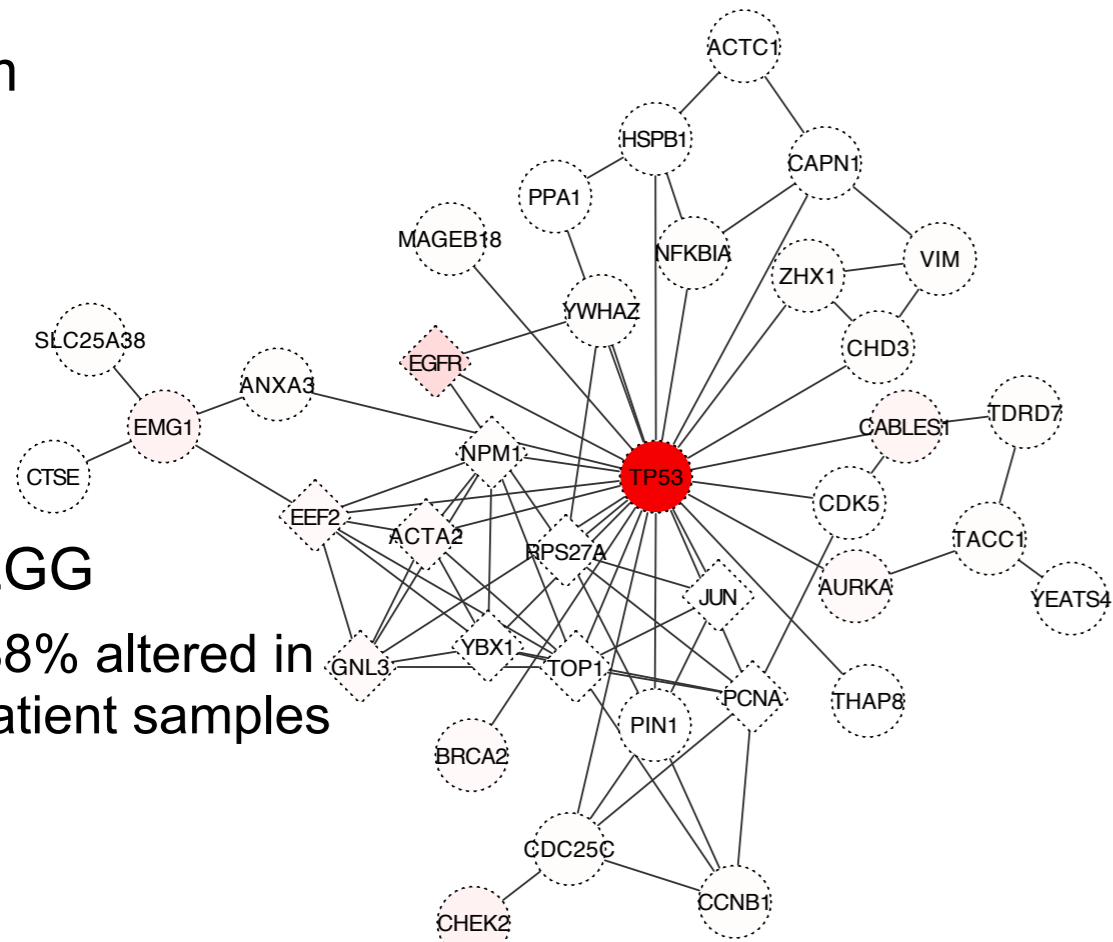 ACTC1
HSPB1
CAPN1
PPA1
MAGEB18
NFKBIA
VIM
ZHX1
YWHAZ
SLC25A38
CHD3
EGFR
ANXA3
TDRD7
EMG1
CABLES1
NPM1
CTSE
TP53
CDK5
EEF2
ACTA2
TACC1
RPS27A
GG
AURKA
JUN
YEATS4
8% altered in
YBX1
GNL3
TOP1
PCNA
THAP8
atient samples
PIN1
BRCA2
CDC25C
CCNB1
CHEK2